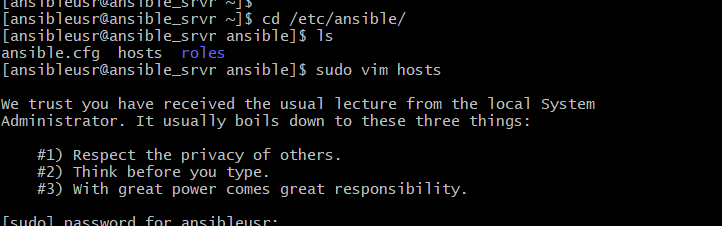 [ansibleusr@ansible_srvr ~]$
[ansibleusr@ansible_srvr ~]$ cd /etc/ansible/
[ansibleusr@ansible_srvr ansible]$ ls
ansible.cfg  hosts  roles
[ansibleusr@ansible_srvr ansible]$ sudo vim hosts

We trust you have received the usual lecture from the local System
Administrator. It usually boils down to these three things:

    #1) Respect the privacy of others.
    #2) Think before you type.
    #3) With great power comes great responsibility.

[sudo] password for ansibleusr: